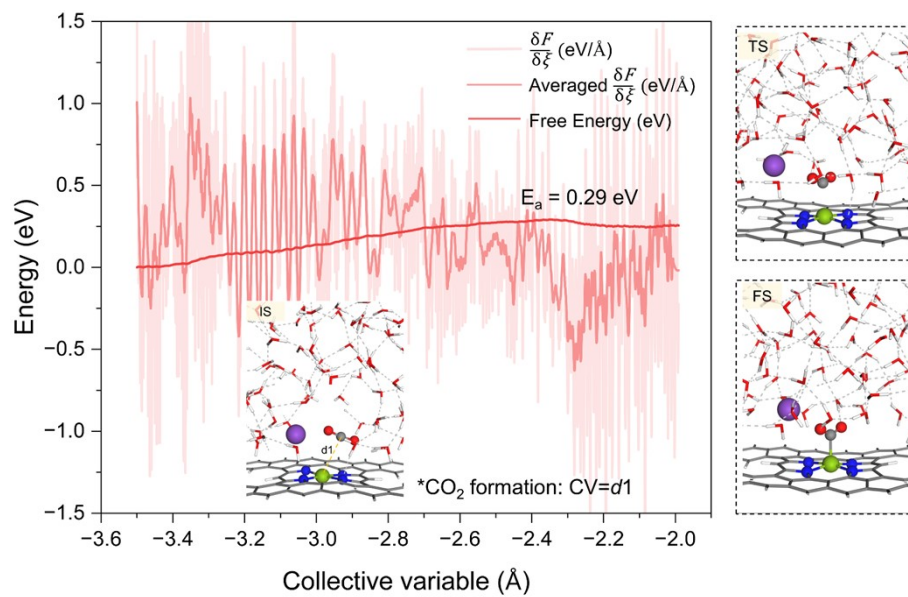 Energy (eV)
1.5
1.0
0.5
0.0
−0.5
−1.0
−1.5
δF/δξ (eV/Å)
Averaged δF/δξ (eV/Å)
Free Energy (eV)
Eₐ = 0.29 eV
IS
d1
*CO₂ formation: CV=d1
−3.6 −3.4 −3.2 −3.0 −2.8 −2.6 −2.4 −2.2 −2.0
Collective variable (Å)
TS
FS